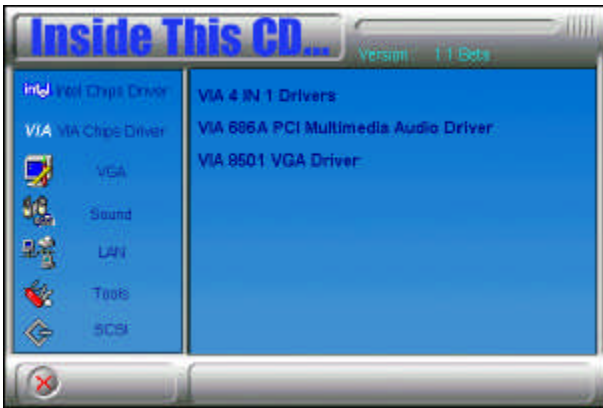 Inside This CD...
Version 1.1 Beta
intel Intel Chips Driver
VIA VIA Chips Driver
VGA
Sound
LAN
Tools
SCSI
VIA 4 IN 1 Drivers
VIA 686A PCI Multimedia Audio Driver
VIA 8501 VGA Driver